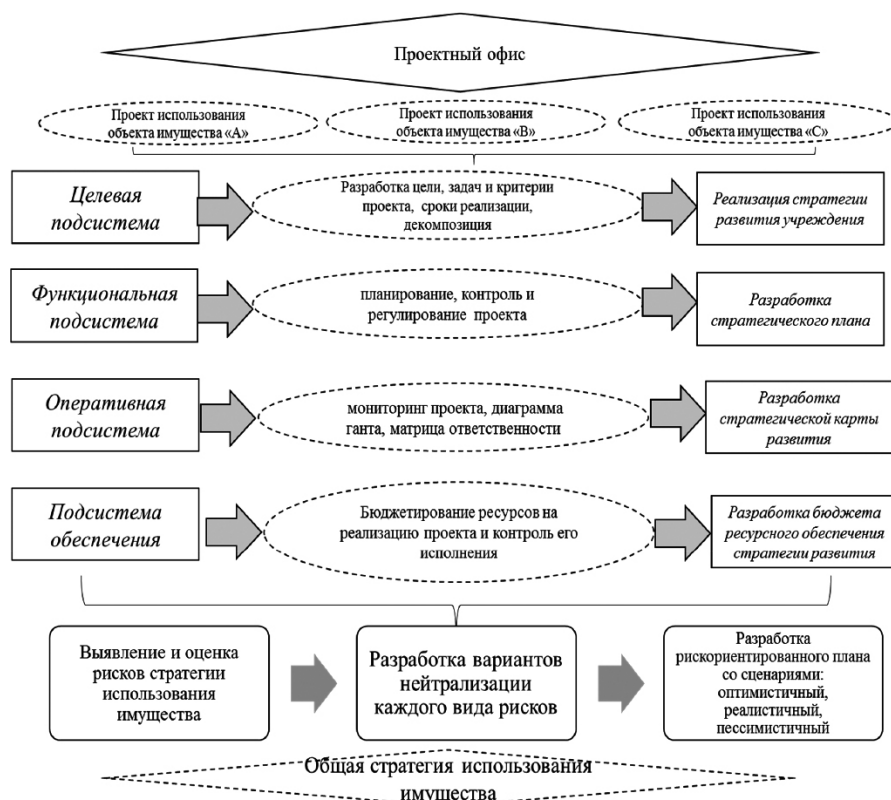 Проектный офис
Проект использования
объекта имущества «А»
Проект использования
объекта имущества «В»
Проект использования
объекта имущества «С»
Целевая
подсистема
Разработка цели, задач и критерии
проекта, сроки реализации,
декомпозиция
Реализация стратегии
развития учреждения
Функциональная
подсистема
планирование, контроль и
регулирование проекта
Разработка
стратегического плана
Оперативная
подсистема
мониторинг проекта, диаграмма
ганта, матрица ответственности
Разработка
стратегической карты
развития
Подсистема
обеспечения
Бюджетирование ресурсов на
реализацию проекта и контроль его
исполнения
Разработка бюджета
ресурсного обеспечения
стратегии развития
Выявление и оценка
рисков стратегии
использования
имущества
Разработка вариантов
нейтрализации
каждого вида рисков
Разработка
рискориентированного плана
со сценариями:
оптимистичный,
реалистичный,
пессимистичный
Общая стратегия использования
имущества